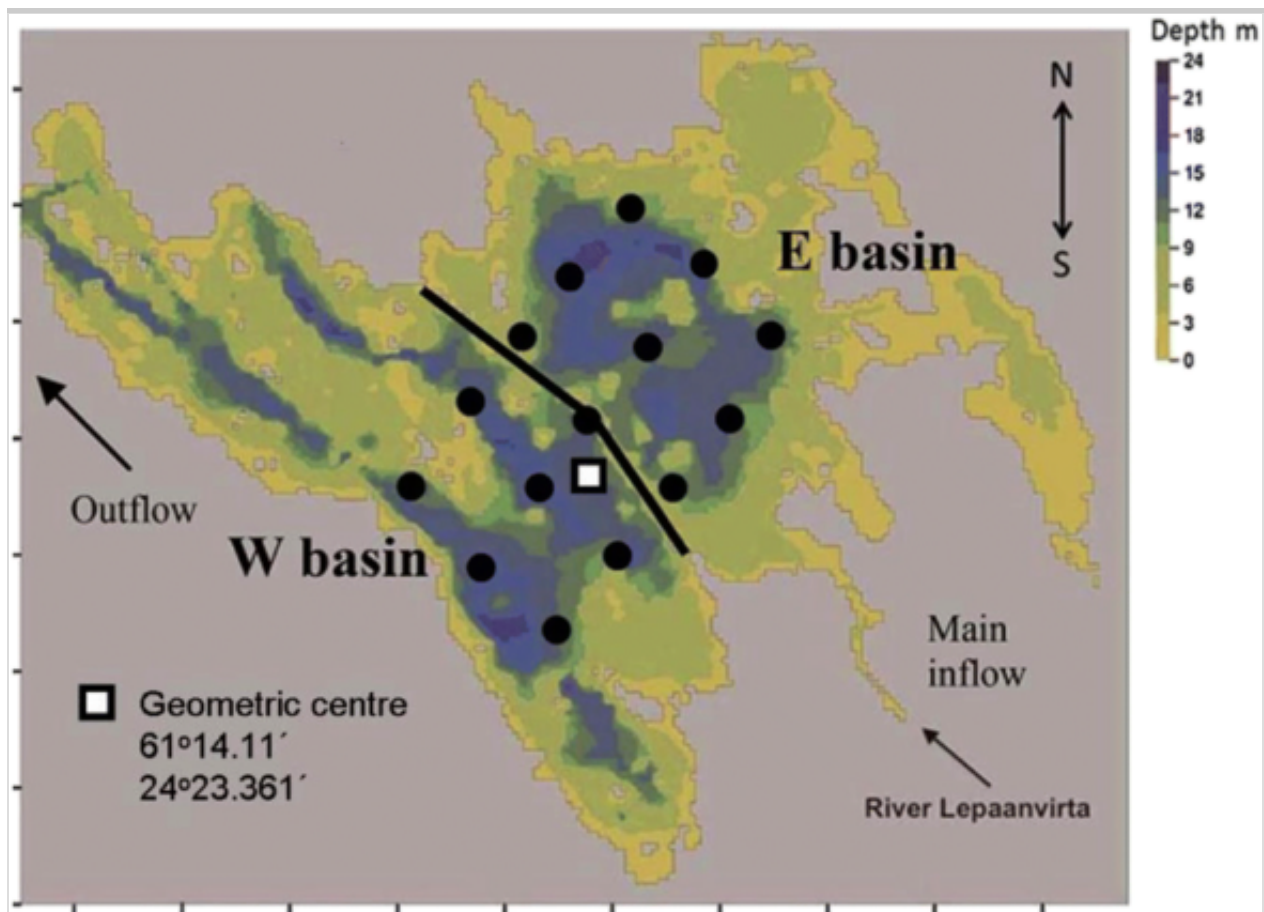 Depth m
24
21
18
15
12
9
6
3
0
N
S
E basin
Outflow
W basin
Main
inflow
Geometric centre
61º14.11´
24º23.361´
River Lepaanvirta